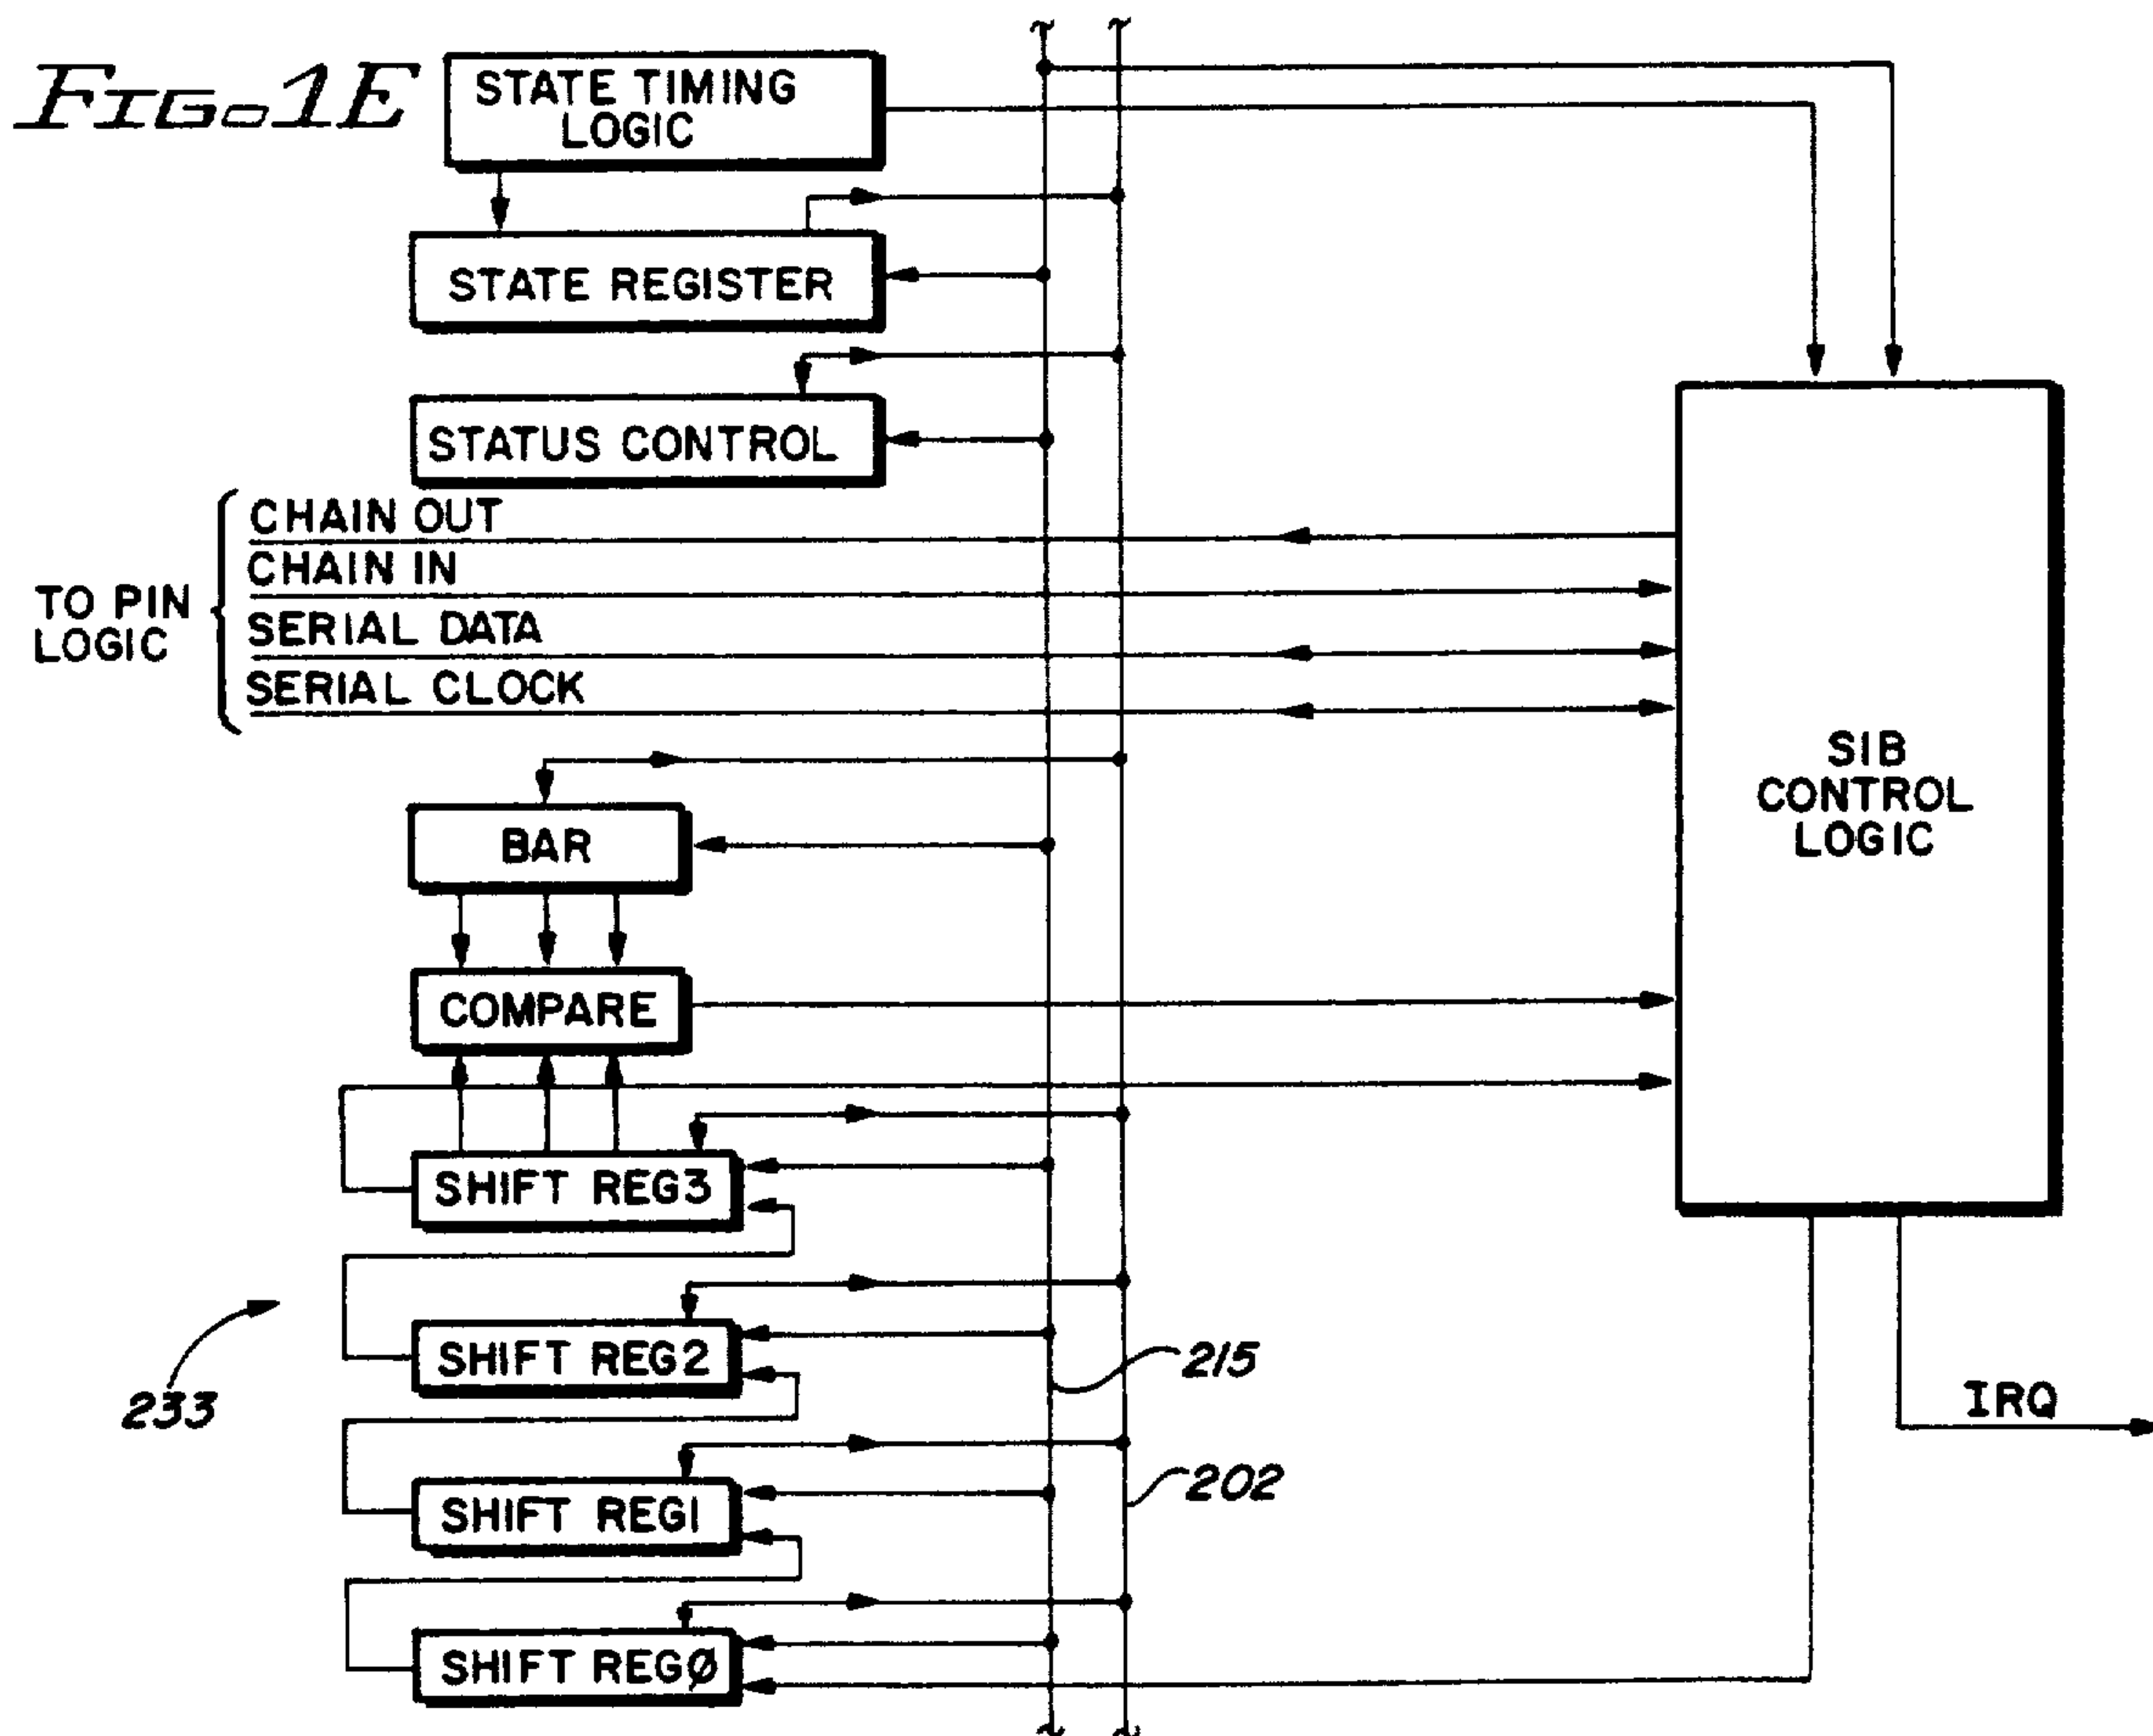 FIG. 1E
STATE TIMING
LOGIC
STATE REGISTER
STATUS CONTROL
TO PIN
LOGIC
CHAIN OUT
CHAIN IN
SERIAL DATA
SERIAL CLOCK
SIB
CONTROL
LOGIC
BAR
COMPARE
SHIFT REG3
SHIFT REG2
215
233
IRQ
SHIFT REG1
202
SHIFT REGØ